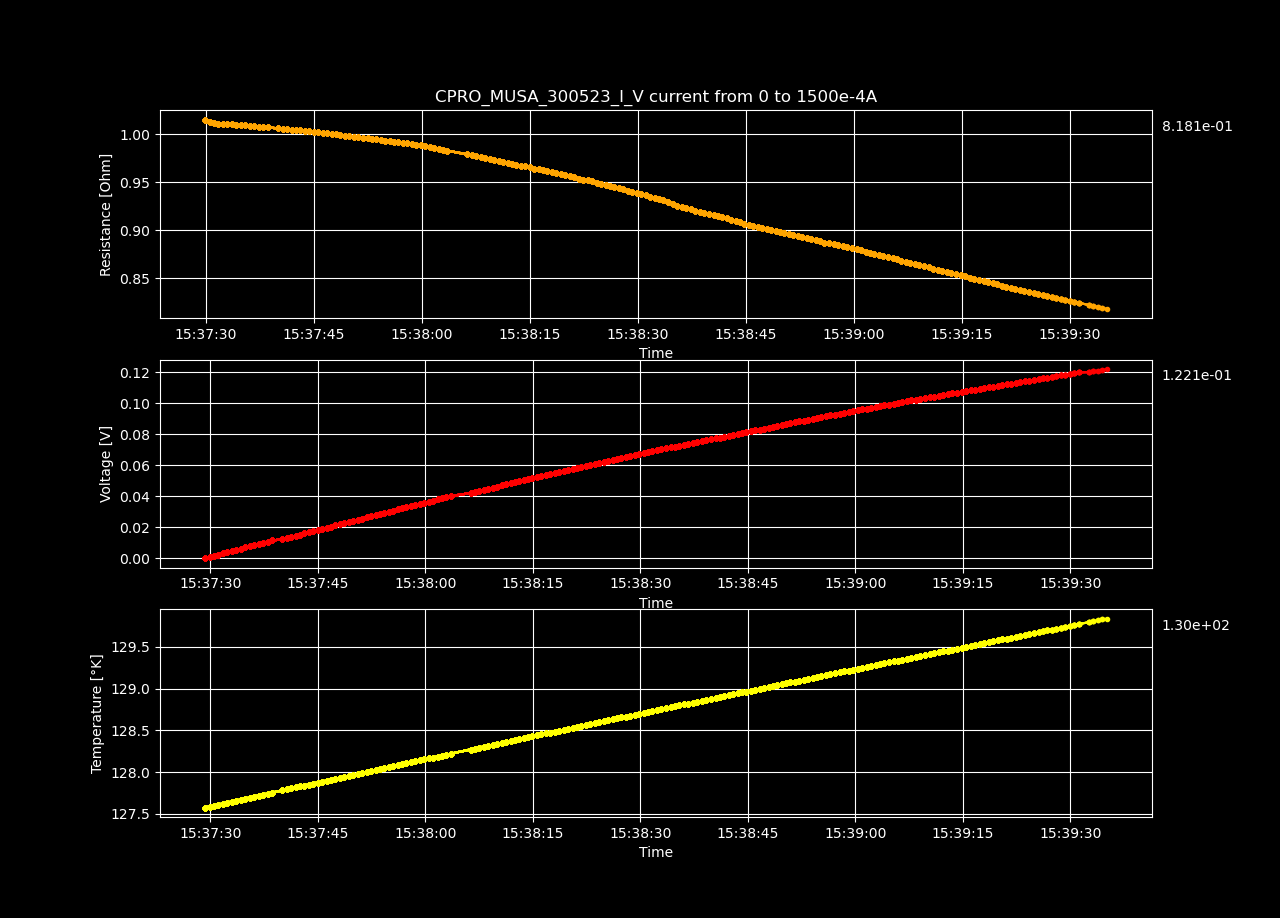 CPRO_MUSA_300523_I_V current from 0 to 1500e-4A
8.181e-01
Resistance [Ohm]
1.00
0.95
0.90
0.85
15:37:30 15:37:45 15:38:00 15:38:15 15:38:30 15:38:45 15:39:00 15:39:15 15:39:30
Time
1.221e-01
Voltage [V]
0.12
0.10
0.08
0.06
0.04
0.02
0.00
15:37:30 15:37:45 15:38:00 15:38:15 15:38:30 15:38:45 15:39:00 15:39:15 15:39:30
Time
1.30e+02
Temperature [°K]
129.5
129.0
128.5
128.0
127.5
15:37:30 15:37:45 15:38:00 15:38:15 15:38:30 15:38:45 15:39:00 15:39:15 15:39:30
Time